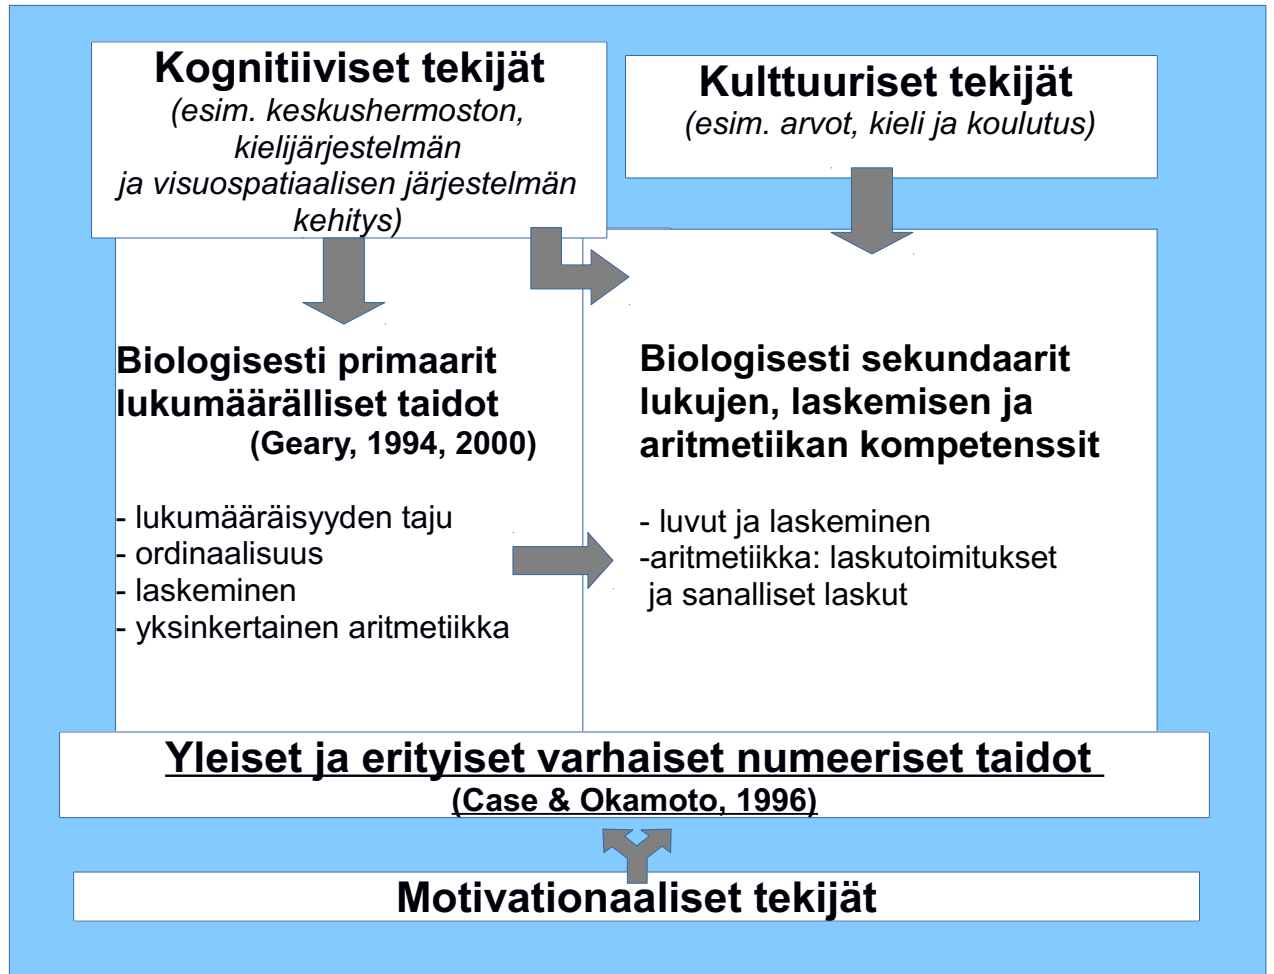 Kognitiiviset tekijät
(esim. keskushermoston,
kielijärjestelmän
ja visuospatiaalisen järjestelmän
kehitys)
Kulttuuriset tekijät
(esim. arvot, kieli ja koulutus)
Biologisesti primaarit
lukumäärälliset taidot
(Geary, 1994, 2000)
- lukumääräisyyden taju
- ordinaalisuus
- laskeminen
- yksinkertainen aritmetiikka
Biologisesti sekundaarit
lukujen, laskemisen ja
aritmetiikan kompetenssit
- luvut ja laskeminen
-aritmetiikka: laskutoimitukset
ja sanalliset laskut
Yleiset ja erityiset varhaiset numeeriset taidot
(Case & Okamoto, 1996)
Motivationaaliset tekijät